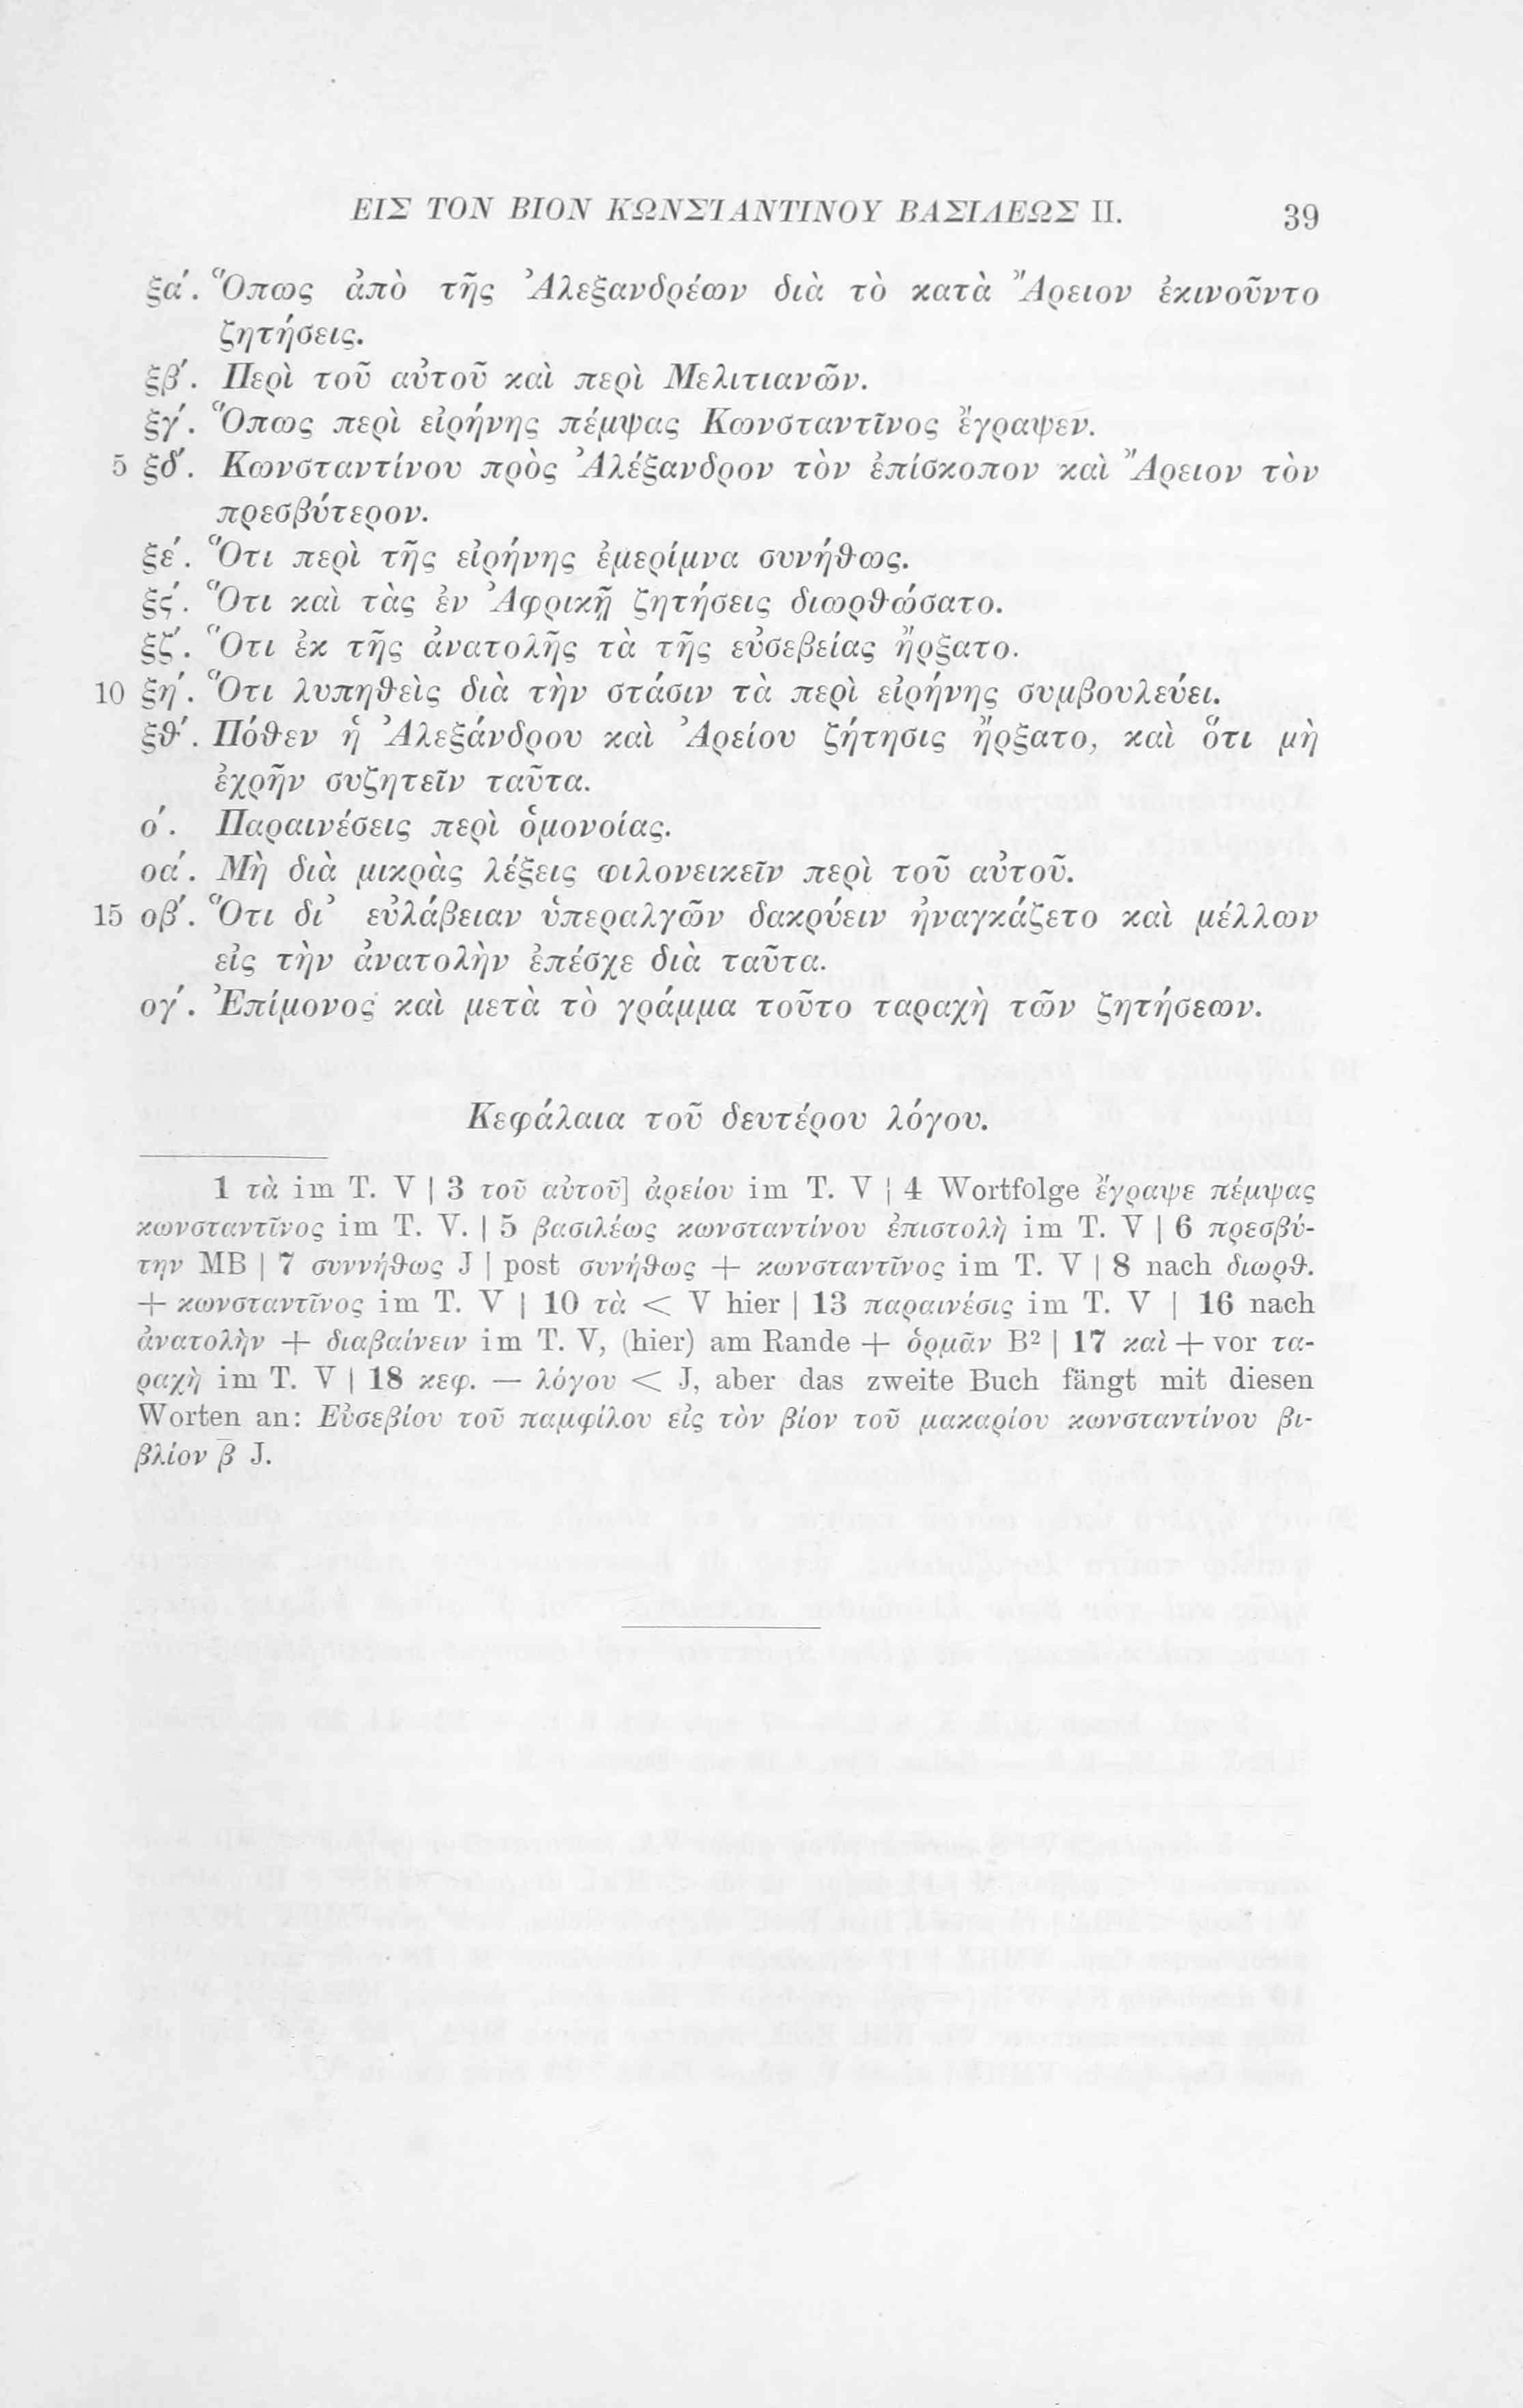 ΕΙΣ ΤΟΝ ΒΙΟΝ ΚΩΝΣΤΑΝΤΙΝΟΥ ΒΑΣΙΛΕΩΣ II. 39
ξα΄. Ὅπως ἀπὸ τῆς Ἀλεξανδρέων διὰ τὸ κατὰ Ἄρειον ἐκινοῦντο
ζητήσεις.
ξβ΄. Περὶ τοῦ αὐτοῦ καὶ περὶ Μελιτιανῶν.
ξγ΄. Ὅπως περὶ εἰρήνης πέμψας Κωνσταντῖνος ἔγραψεν.
5 ξδ΄. Κωνσταντίνου πρὸς Ἀλέξανδρον τὸν ἐπίσκοπον καὶ Ἄρειον τὸν
πρεσβύτερον.
ξε΄. Ὅτι περὶ τῆς εἰρήνης ἐμερίμνα συνήθως.
ξϛ΄. Ὅτι καὶ τὰς ἐν Ἀφρικῇ ζητήσεις διωρθώσατο.
ξζ΄. Ὅτι ἐκ τῆς ἀνατολῆς τὰ τῆς εὐσεβείας ἤρξατο.
10 ξη΄. Ὅτι λυπηθεὶς διὰ τὴν στάσιν τὰ περὶ εἰρήνης συμβουλεύει.
ξθ΄. Πόθεν ἡ Ἀλεξάνδρου καὶ Ἀρείου ζήτησις ἤρξατο, καὶ ὅτι μὴ
ἐχρῆν συζητεῖν ταῦτα.
ο΄. Παραινέσεις περὶ ὁμονοίας.
οα΄. Μὴ διὰ μικρὰς λέξεις φιλονεικεῖν περὶ τοῦ αὐτοῦ.
15 οβ΄. Ὅτι δι᾽ εὐλάβειαν ὑπεραλγῶν δακρύειν ἠναγκάζετο καὶ μέλλων
εἰς τὴν ἀνατολὴν ἐπέσχε διὰ ταῦτα.
ογ΄. Ἐπίμονος καὶ μετὰ τὸ γράμμα τοῦτο ταραχὴ τῶν ζητήσεων.
Κεφάλαια τοῦ δευτέρου λόγου.
1 τὰ im T. V | 3 τοῦ αὐτοῦ] ἀρείου im T. V | 4 Wortfolge ἔγραψε πέμψας
κωνσταντῖνος im T. V. | 5 βασιλέως κωνσταντίνου ἐπιστολὴ im T. V | 6 πρεσβύ-
την MB | 7 συννήθως J | post συνήθως + κωνσταντῖνος im T. V | 8 nach διωρθ.
+ κωνσταντῖνος im T. V | 10 τὰ < V hier | 13 παραινέσις im T. V | 16 nach
ἀνατολὴν + διαβαίνειν im T. V, (hier) am Rande + ὁρμᾶν B² | 17 καὶ + vor τα-
ραχὴ im T. V | 18 κεφ. — λόγου < J, aber das zweite Buch fängt mit diesen
Worten an: Εὐσεβίου τοῦ παμφίλου εἰς τὸν βίον τοῦ μακαρίου κωνσταντίνου βι-
βλίον β̅ J.